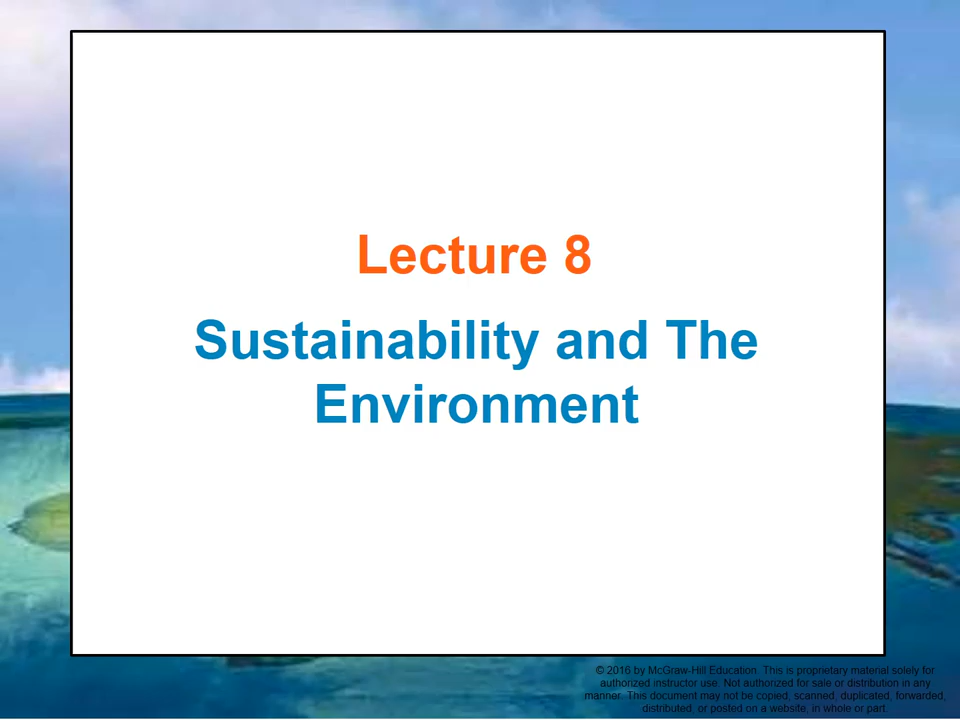 Lecture 8
Sustainability and The
Environment
© 2016 by McGraw-Hill Education. This is proprietary material solely for
authorized instructor use. Not authorized for sale or distribution in any
manner. This document may not be copied, scanned, duplicated, forwarded,
distributed, or posted on a website, in whole or part.